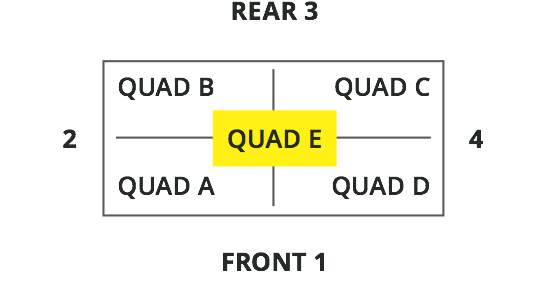 REAR 3
QUAD B QUAD C
2 QUAD E 4
QUAD A QUAD D
FRONT 1